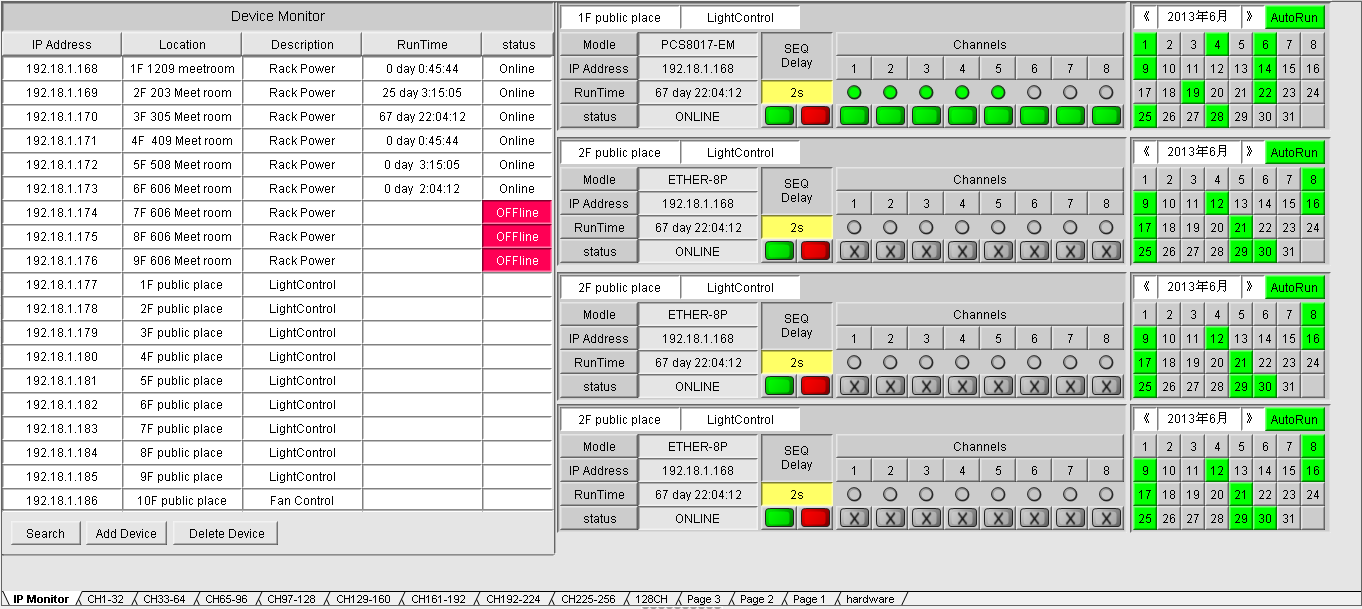 Device Monitor
IP Address Location Description RunTime status
192.18.1.168 1F 1209 meetroom Rack Power 0 day 0:45:44 Online
192.18.1.169 2F 203 Meet room Rack Power 25 day 3:15:05 Online
192.18.1.170 3F 305 Meet room Rack Power 67 day 22:04:12 Online
192.18.1.171 4F 409 Meet room Rack Power 0 day 0:45:44 Online
192.18.1.172 5F 508 Meet room Rack Power 0 day 3:15:05 Online
192.18.1.173 6F 606 Meet room Rack Power 0 day 2:04:12 Online
192.18.1.174 7F 606 Meet room Rack Power OFFline
192.18.1.175 8F 606 Meet room Rack Power OFFline
192.18.1.176 9F 606 Meet room Rack Power OFFline
192.18.1.177 1F public place LightControl
192.18.1.178 2F public place LightControl
192.18.1.179 3F public place LightControl
192.18.1.180 4F public place LightControl
192.18.1.181 5F public place LightControl
192.18.1.182 6F public place LightControl
192.18.1.183 7F public place LightControl
192.18.1.184 8F public place LightControl
192.18.1.185 9F public place LightControl
192.18.1.186 10F public place Fan Control
Search Add Device Delete Device
1F public place LightControl
Modle PCS8017-EM SEQ Delay Channels
IP Address 192.18.1.168 1 2 3 4 5 6 7 8
RunTime 67 day 22:04:12 2s
status ONLINE
《 2013年6月 》 AutoRun
1 2 3 4 5 6 7 8
9 10 11 12 13 14 15 16
17 18 19 20 21 22 23 24
25 26 27 28 29 30 31
2F public place LightControl
Modle ETHER-8P SEQ Delay Channels
IP Address 192.18.1.168 1 2 3 4 5 6 7 8
RunTime 67 day 22:04:12 2s
status ONLINE X X X X X X X X
《 2013年6月 》 AutoRun
1 2 3 4 5 6 7 8
9 10 11 12 13 14 15 16
17 18 19 20 21 22 23 24
25 26 27 28 29 30 31
2F public place LightControl
Modle ETHER-8P SEQ Delay Channels
IP Address 192.18.1.168 1 2 3 4 5 6 7 8
RunTime 67 day 22:04:12 2s
status ONLINE X X X X X X X X
《 2013年6月 》 AutoRun
1 2 3 4 5 6 7 8
9 10 11 12 13 14 15 16
17 18 19 20 21 22 23 24
25 26 27 28 29 30 31
2F public place LightControl
Modle ETHER-8P SEQ Delay Channels
IP Address 192.18.1.168 1 2 3 4 5 6 7 8
RunTime 67 day 22:04:12 2s
status ONLINE X X X X X X X X
《 2013年6月 》 AutoRun
1 2 3 4 5 6 7 8
9 10 11 12 13 14 15 16
17 18 19 20 21 22 23 24
25 26 27 28 29 30 31
IP Monitor CH1-32 CH33-64 CH65-96 CH97-128 CH129-160 CH161-192 CH192-224 CH225-256 128CH Page 3 Page 2 Page 1 hardware